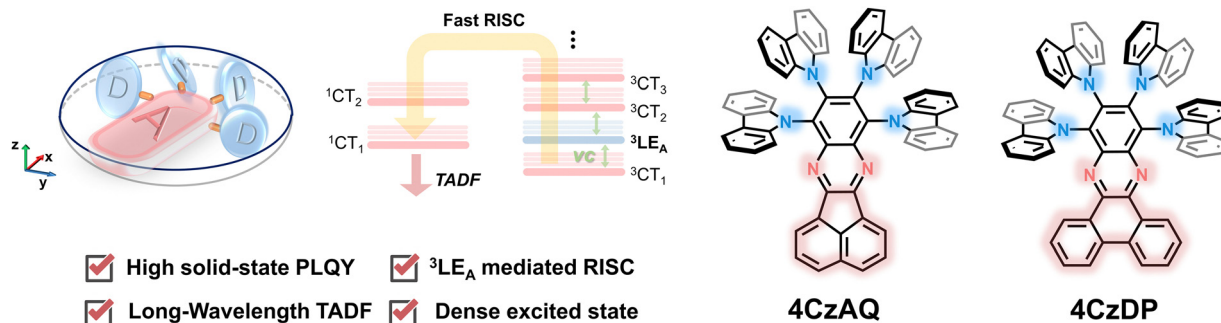 D
D
D
D
A
z
x
y
Fast RISC
⋮
¹CT₂
¹CT₁
TADF
³CT₃
³CT₂
³LE_A
vc
³CT₁
High solid-state PLQY
³LE_A mediated RISC
Long-Wavelength TADF
Dense excited state
N
N
N
N
N
N
4CzAQ
N
N
N
N
N
N
4CzDP